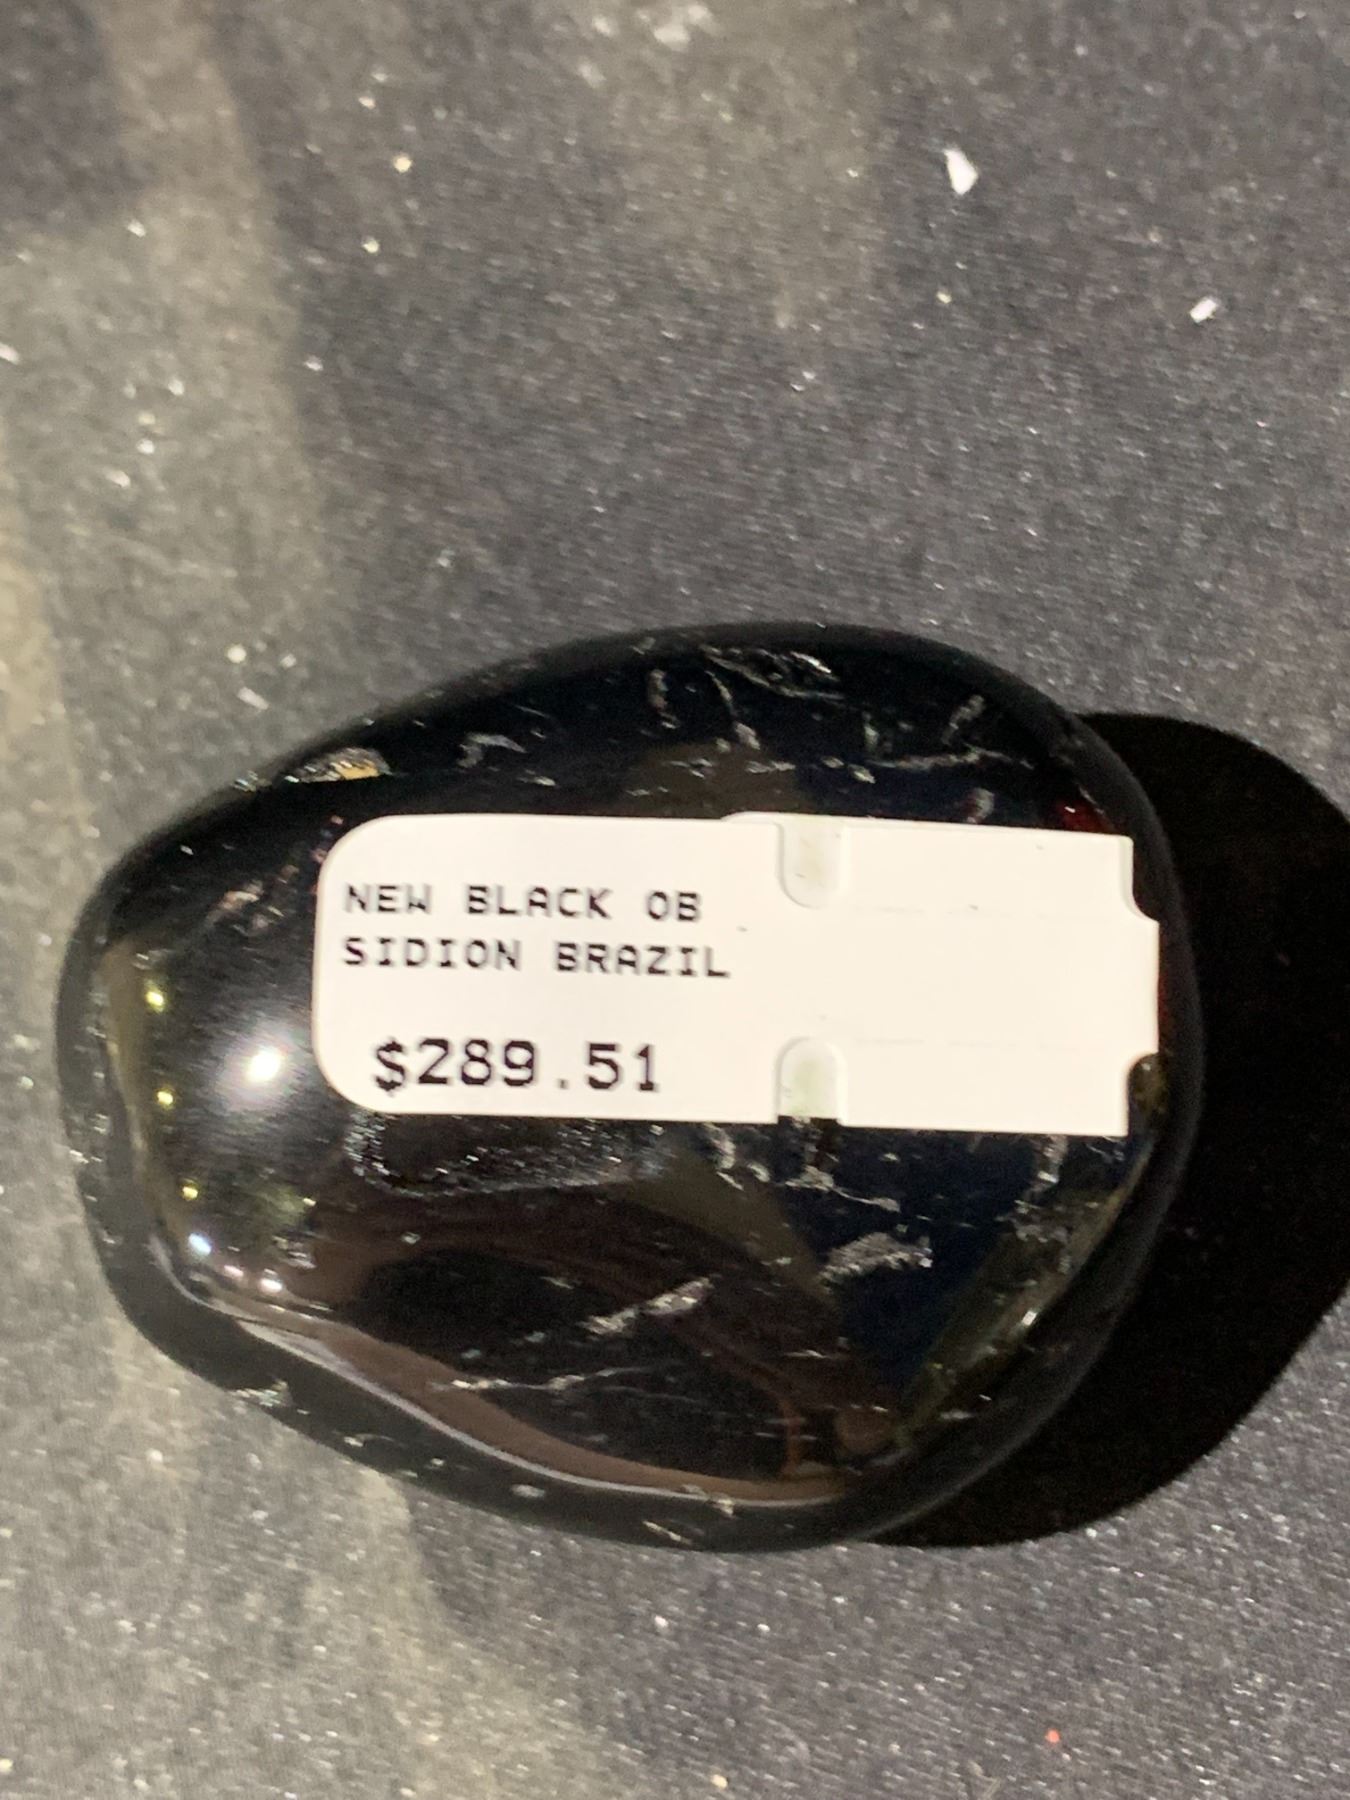 NEW BLACK OB
SIDION BRAZIL
$289.51